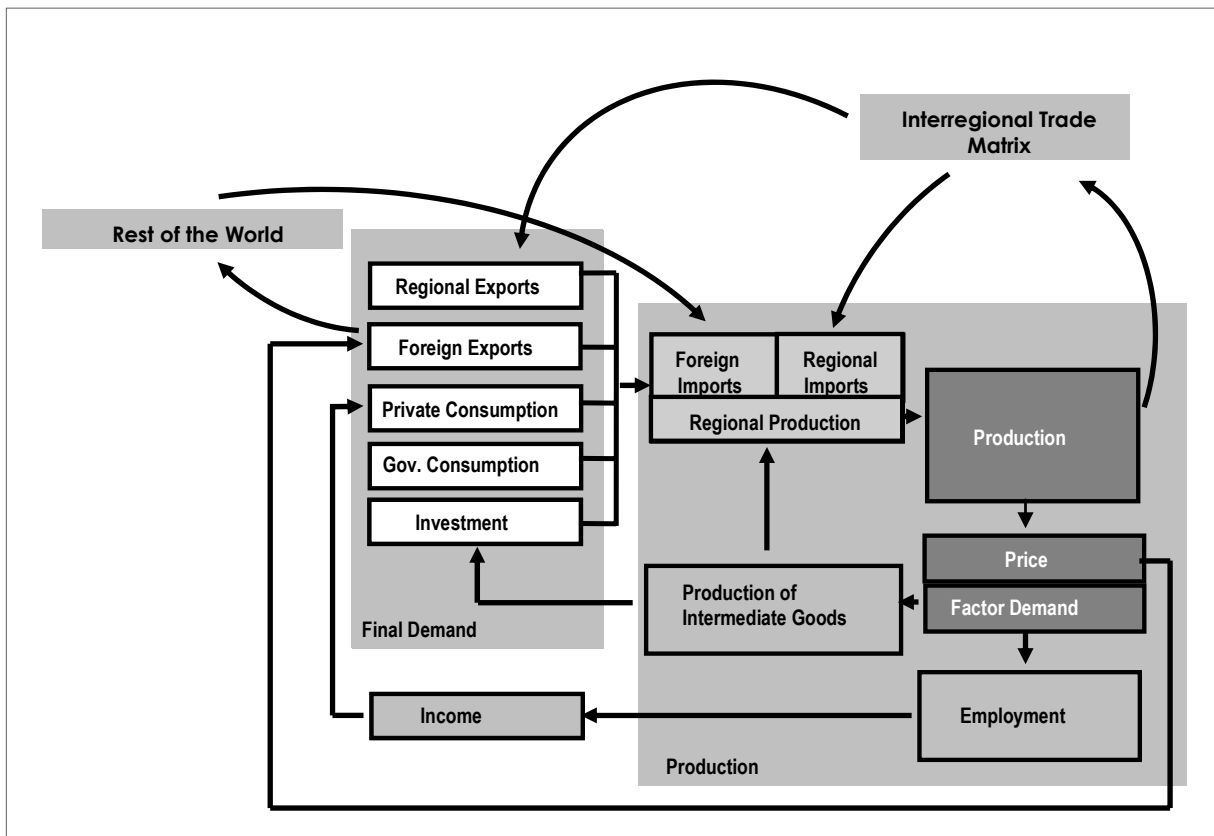 Interregional Trade
Matrix
Rest of the World
Regional Exports
Foreign Exports
Private Consumption
Gov. Consumption
Investment
Final Demand
Foreign
Imports
Regional
Imports
Regional Production
Production
Price
Factor Demand
Production of
Intermediate Goods
Income
Employment
Production